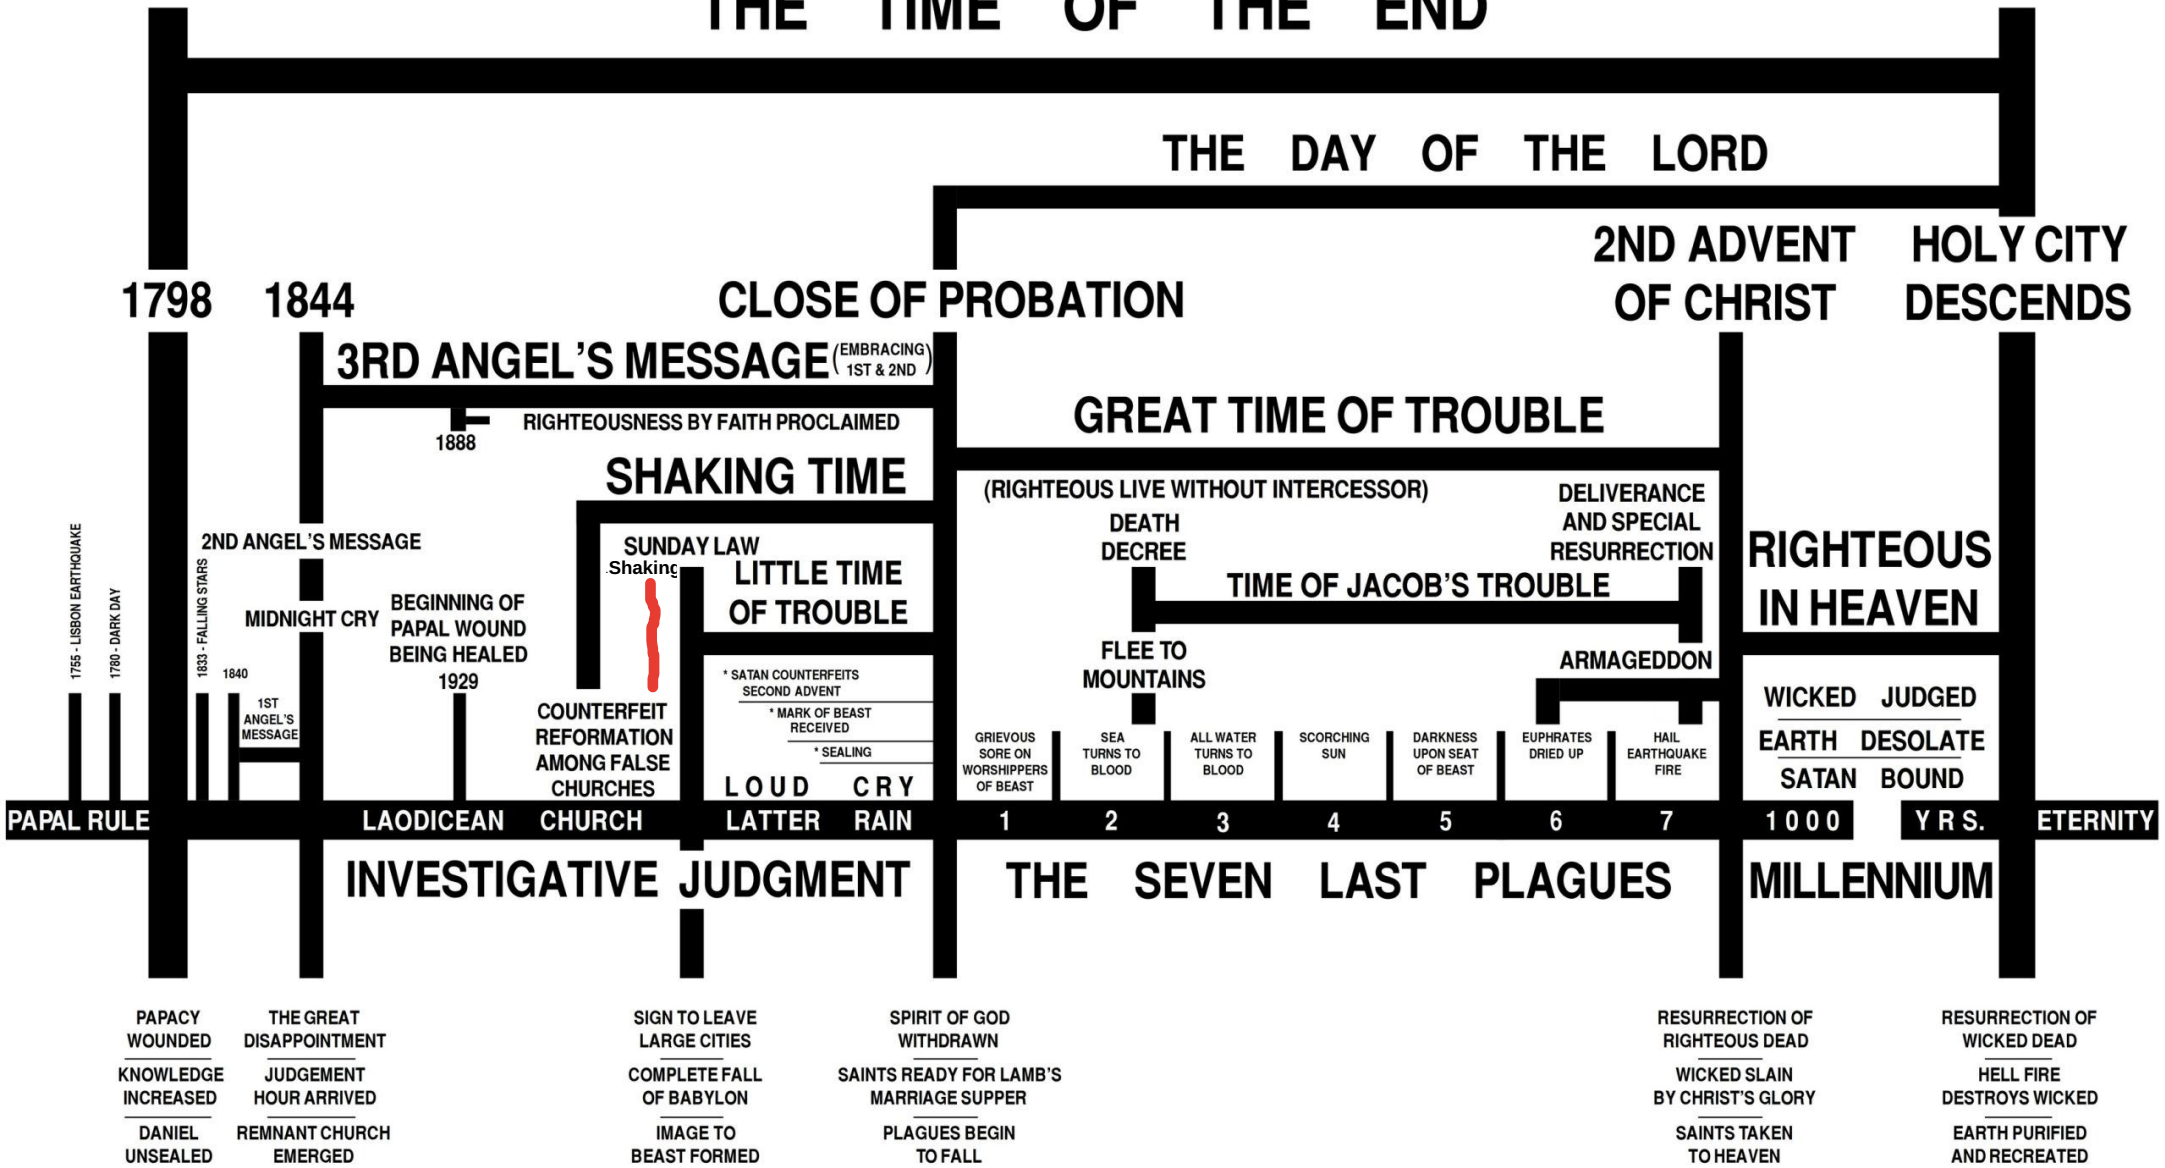 THE TIME OF THE END
THE DAY OF THE LORD
2ND ADVENT
OF CHRIST
HOLY CITY
DESCENDS
1798
1844
CLOSE OF PROBATION
3RD ANGEL'S MESSAGE
(EMBRACING
1ST & 2ND)
1888
RIGHTEOUSNESS BY FAITH PROCLAIMED
GREAT TIME OF TROUBLE
SHAKING TIME
(RIGHTEOUS LIVE WITHOUT INTERCESSOR)
DEATH
DECREE
DELIVERANCE
AND SPECIAL
RESURRECTION
1755 - LISBON EARTHQUAKE
1780 - DARK DAY
1833 - FALLING STARS
2ND ANGEL'S MESSAGE
SUNDAY LAW
Shaking
LITTLE TIME
OF TROUBLE
TIME OF JACOB'S TROUBLE
RIGHTEOUS
IN HEAVEN
MIDNIGHT CRY
BEGINNING OF
PAPAL WOUND
BEING HEALED
1929
1840
1ST
ANGEL'S
MESSAGE
FLEE TO
MOUNTAINS
ARMAGEDDON
* SATAN COUNTERFEITS
SECOND ADVENT
* MARK OF BEAST
RECEIVED
* SEALING
LOUD CRY
COUNTERFEIT
REFORMATION
AMONG FALSE
CHURCHES
GRIEVOUS
SORE ON
WORSHIPPERS
OF BEAST
SEA
TURNS TO
BLOOD
ALL WATER
TURNS TO
BLOOD
SCORCHING
SUN
DARKNESS
UPON SEAT
OF BEAST
EUPHRATES
DRIED UP
HAIL
EARTHQUAKE
FIRE
WICKED JUDGED
EARTH DESOLATE
SATAN BOUND
PAPAL RULE
LAODICEAN CHURCH
LATTER RAIN
1 2 3 4 5 6 7
1000 YRS.
ETERNITY
INVESTIGATIVE JUDGMENT
THE SEVEN LAST PLAGUES
MILLENNIUM
PAPACY
WOUNDED
KNOWLEDGE
INCREASED
DANIEL
UNSEALED
THE GREAT
DISAPPOINTMENT
JUDGEMENT
HOUR ARRIVED
REMNANT CHURCH
EMERGED
SIGN TO LEAVE
LARGE CITIES
COMPLETE FALL
OF BABYLON
IMAGE TO
BEAST FORMED
SPIRIT OF GOD
WITHDRAWN
SAINTS READY FOR LAMB'S
MARRIAGE SUPPER
PLAGUES BEGIN
TO FALL
RESURRECTION OF
RIGHTEOUS DEAD
WICKED SLAIN
BY CHRIST'S GLORY
SAINTS TAKEN
TO HEAVEN
RESURRECTION OF
WICKED DEAD
HELL FIRE
DESTROYS WICKED
EARTH PURIFIED
AND RECREATED